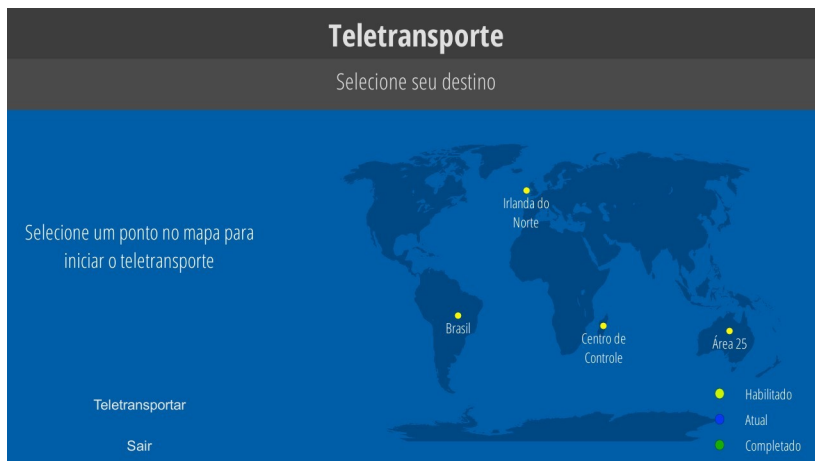 Teletransporte
Selecione seu destino
Selecione um ponto no mapa para
iniciar o teletransporte
Irlanda do
Norte
Brasil
Centro de
Controle
Área 25
Teletransportar
Sair
Habilitado
Atual
Completado